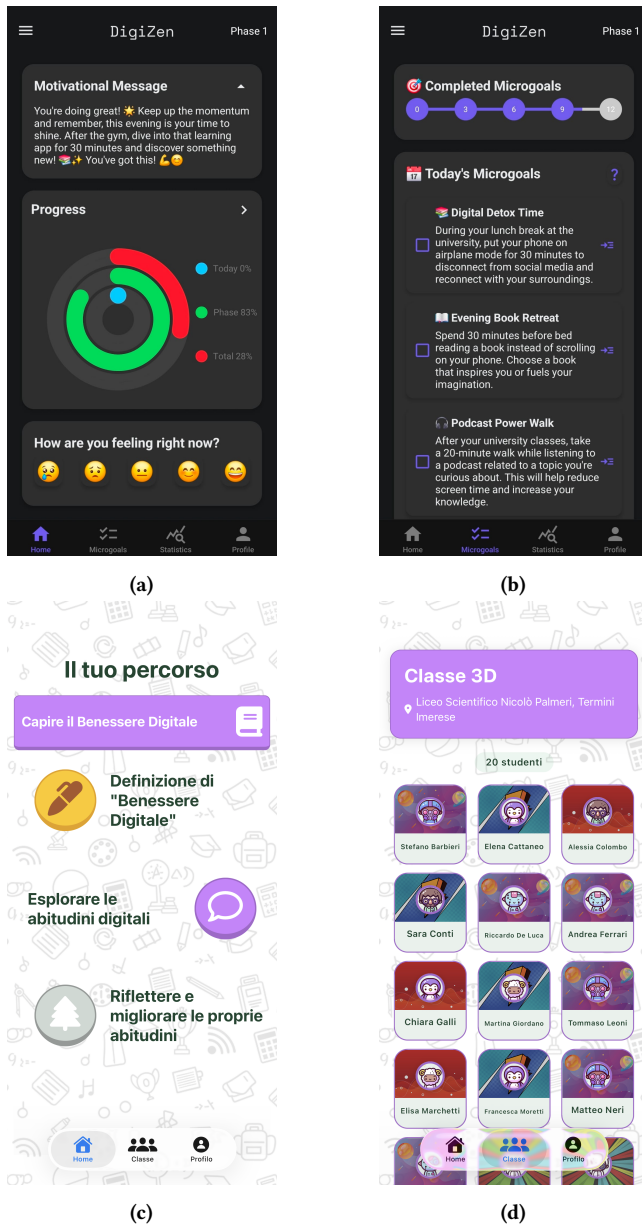 DigiZen
Phase 1
Motivational Message
You're doing great! 🌟 Keep up the momentum
and remember, this evening is your time to
shine. After the gym, dive into that learning
app for 30 minutes and discover something
new! 📚✨ You've got this! 💪😊
Progress
Today 0%
Phase 83%
Total 28%
How are you feeling right now?
Home
Microgoals
Statistics
Profile
(a)
DigiZen
Phase 1
🎯 Completed Microgoals
0
3
6
9
12
📅 Today's Microgoals
?
📚 Digital Detox Time
During your lunch break at the
university, put your phone on
airplane mode for 30 minutes to
disconnect from social media and
reconnect with your surroundings.
📖 Evening Book Retreat
Spend 30 minutes before bed
reading a book instead of scrolling
on your phone. Choose a book
that inspires you or fuels your
imagination.
🎧 Podcast Power Walk
After your university classes, take
a 20-minute walk while listening to
a podcast related to a topic you're
curious about. This will help reduce
screen time and increase your
knowledge.
Home
Microgoals
Statistics
Profile
(b)
Il tuo percorso
Capire il Benessere Digitale
Definizione di
"Benessere
Digitale"
Esplorare le
abitudini digitali
Riflettere e
migliorare le proprie
abitudini
Home
Classe
Profilo
(c)
Classe 3D
Liceo Scientifico Nicolò Palmeri, Termini
Imerese
20 studenti
Stefano Barbieri
Elena Cattaneo
Alessia Colombo
Sara Conti
Riccardo De Luca
Andrea Ferrari
Chiara Galli
Martina Giordano
Tommaso Leoni
Elisa Marchetti
Francesca Moretti
Matteo Neri
Home
Classe
Profilo
(d)